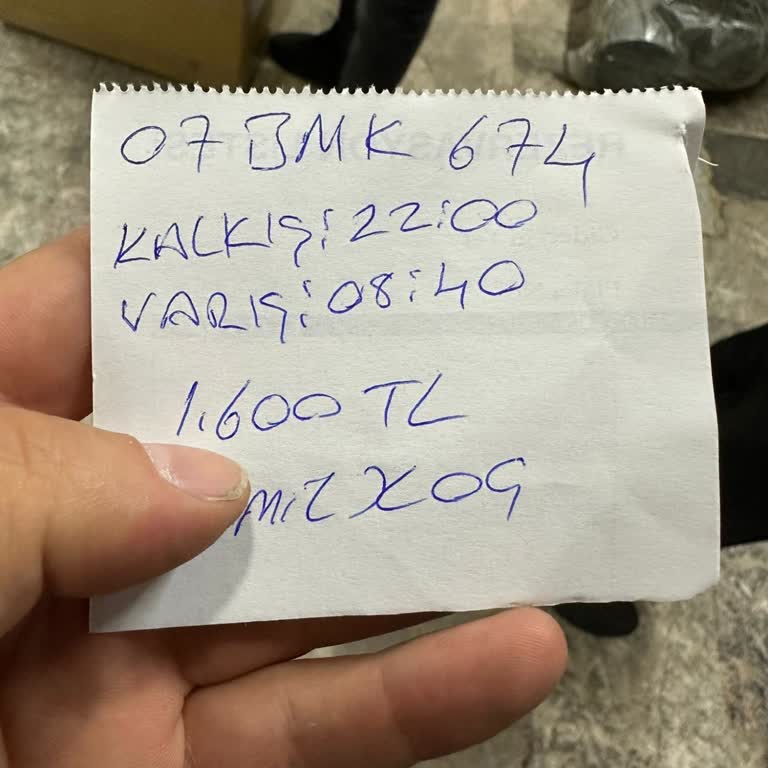 07 BMK 674
KALKIŞ: 22:00
VARIŞ: 08:40
1.600 TL